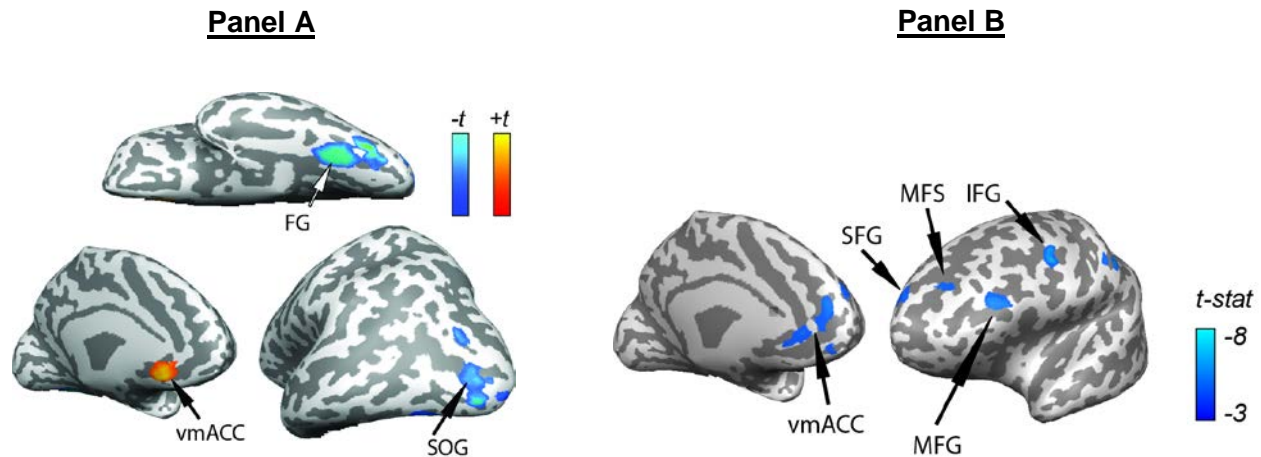 Panel A
Panel B
-t +t
FG
vmACC
SOG
MFS IFG
SFG
t-stat
-8
-3
vmACC
MFG